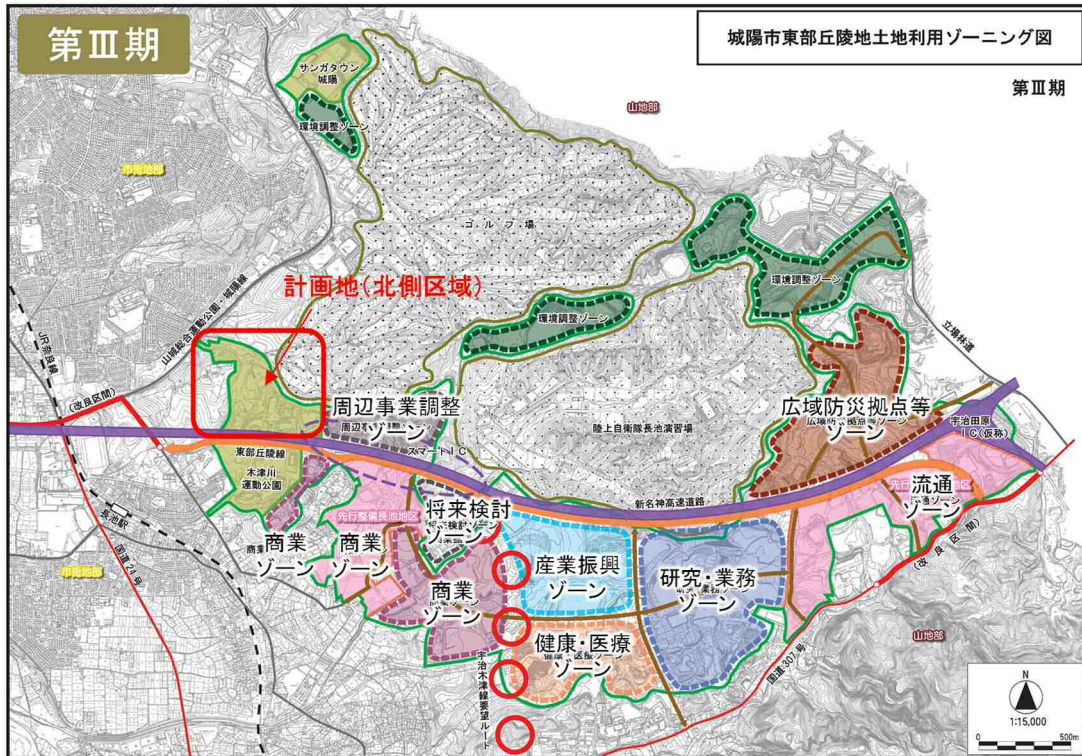 第Ⅲ期
城陽市東部丘陵地土地利用ゾーニング図
第Ⅲ期
サンガタウン
城陽
環境調整ゾーン
山地部
市街地部
ゴルフ場
環境調整ゾーン
計画地(北側区域)
環境調整ゾーン
山城総合運動公園・城陽線
JR奈良線
(改良区間)
立場林道
周辺事業調整
ゾーン
スマートIC
陸上自衛隊長池演習場
広域防災拠点等
ゾーン
広域防災拠点等ゾーン
宇治田原
IC(仮称)
東部丘陵線
木津川
運動公園
新名神高速道路
長池駅
国道24号
先行整備長池地区
将来検討
ゾーン
流通
ゾーン
(改良区間)
市街地部
商業
ゾーン
商業
ゾーン
商業
ゾーン
産業振興
ゾーン
研究・業務
ゾーン
健康・医療
ゾーン
宇治木津線要望ルート
国道307号
山地部
N
1:15,000
0
500m